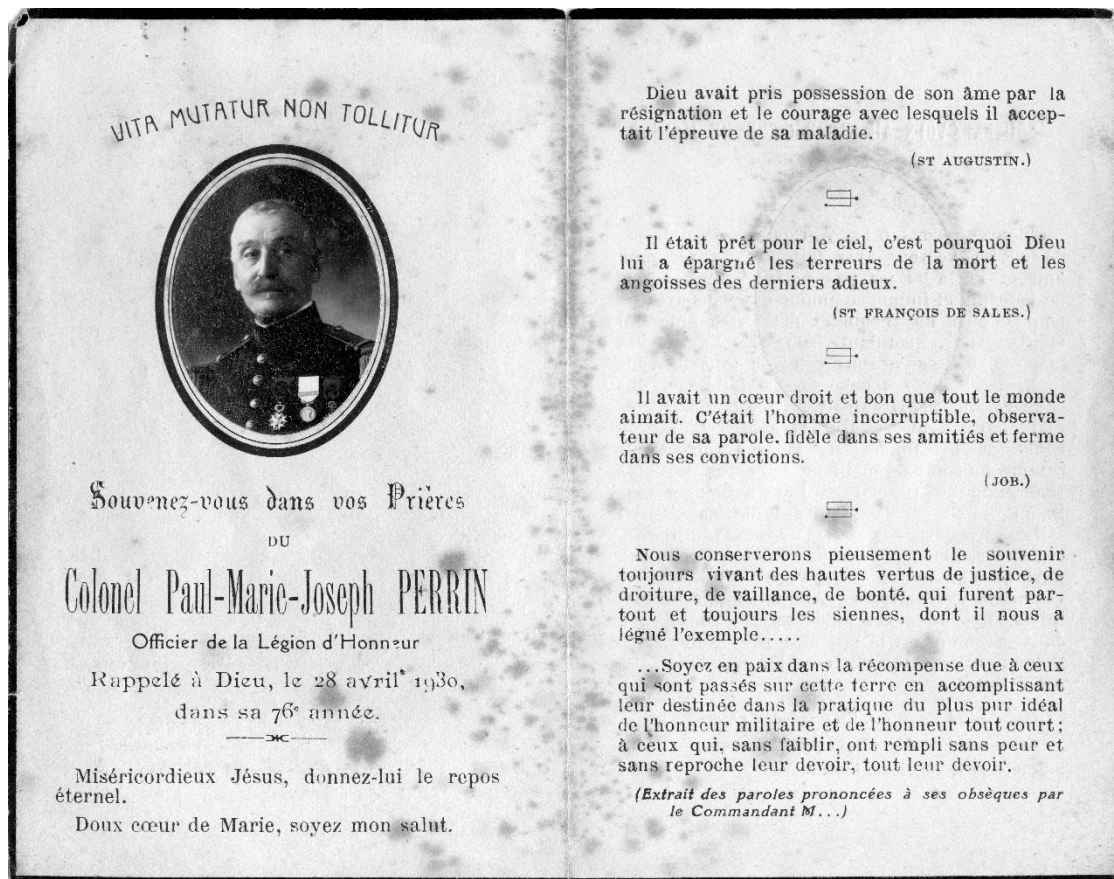 VITA MUTATUR NON TOLLITUR
Souvenez-vous dans vos Prières
DU
Colonel Paul-Marie-Joseph PERRIN
Officier de la Légion d'Honneur
Rappelé à Dieu, le 28 avril 1930,
dans sa 76e année.
Miséricordieux Jésus, donnez-lui le repos
éternel.
Doux cœur de Marie, soyez mon salut.
Dieu avait pris possession de son âme par la
résignation et le courage avec lesquels il accep-
tait l'épreuve de sa maladie.
(ST AUGUSTIN.)
Il était prêt pour le ciel, c'est pourquoi Dieu
lui a épargné les terreurs de la mort et les
angoisses des derniers adieux.
(ST FRANÇOIS DE SALES.)
Il avait un cœur droit et bon que tout le monde
aimait. C'était l'homme incorruptible, observa-
teur de sa parole. fidèle dans ses amitiés et ferme
dans ses convictions.
(JOB.)
Nous conserverons pieusement le souvenir
toujours vivant des hautes vertus de justice, de
droiture, de vaillance, de bonté. qui furent par-
tout et toujours les siennes, dont il nous a
légué l'exemple.....
...Soyez en paix dans la récompense due à ceux
qui sont passés sur cette terre en accomplissant
leur destinée dans la pratique du plus pur idéal
de l'honneur militaire et de l'honneur tout court ;
à ceux qui, sans faiblir, ont rempli sans peur et
sans reproche leur devoir, tout leur devoir.
(Extrait des paroles prononcées à ses obsèques par
le Commandant M...)